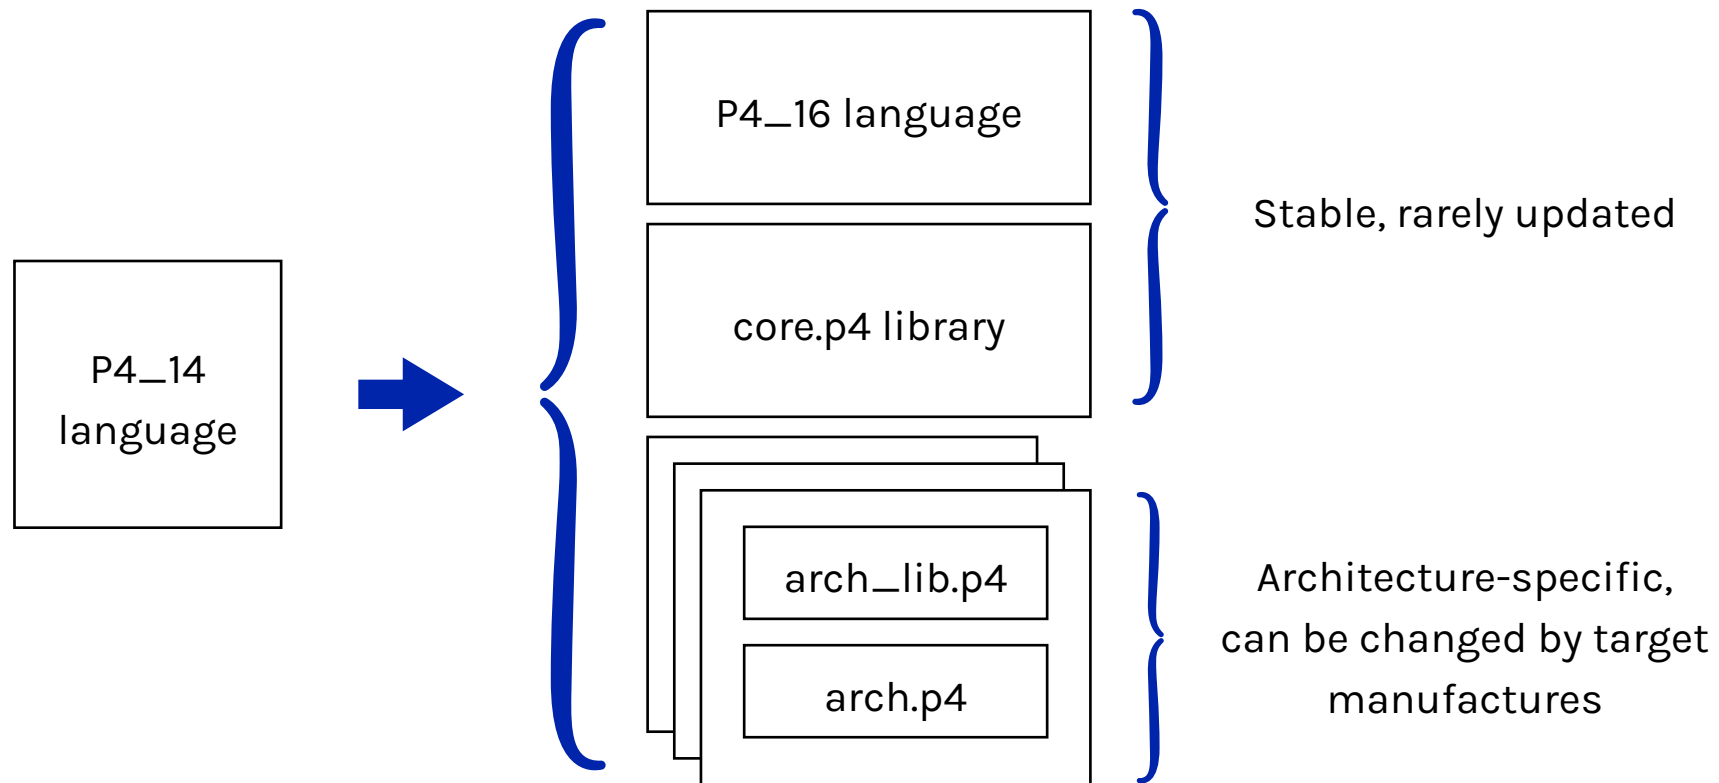 P4_14
language
P4_16 language
core.p4 library
arch_lib.p4
arch.p4
Stable, rarely updated
Architecture-specific,
can be changed by target
manufactures